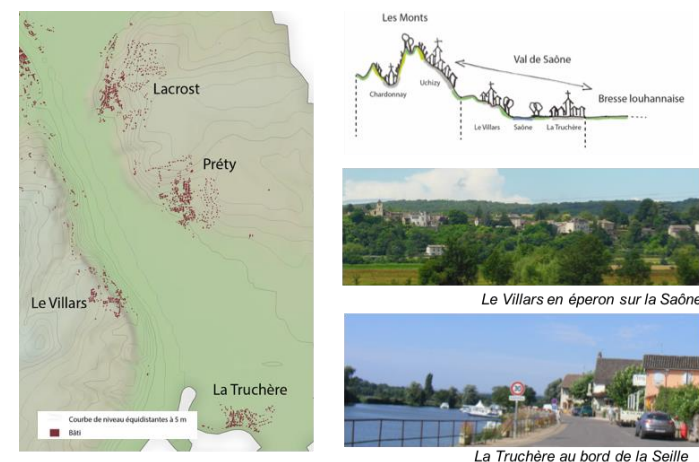 Lacrost
Préty
Le Villars
La Truchère
Courbe de niveau équidistantes à 5 m
Bâti
Les Monts
Val de Saône
Bresse louhannaise
Chardonnay
Uchizy
Le Villars
Saône
La Truchère
Le Villars en éperon sur la Saône
La Truchère au bord de la Seille